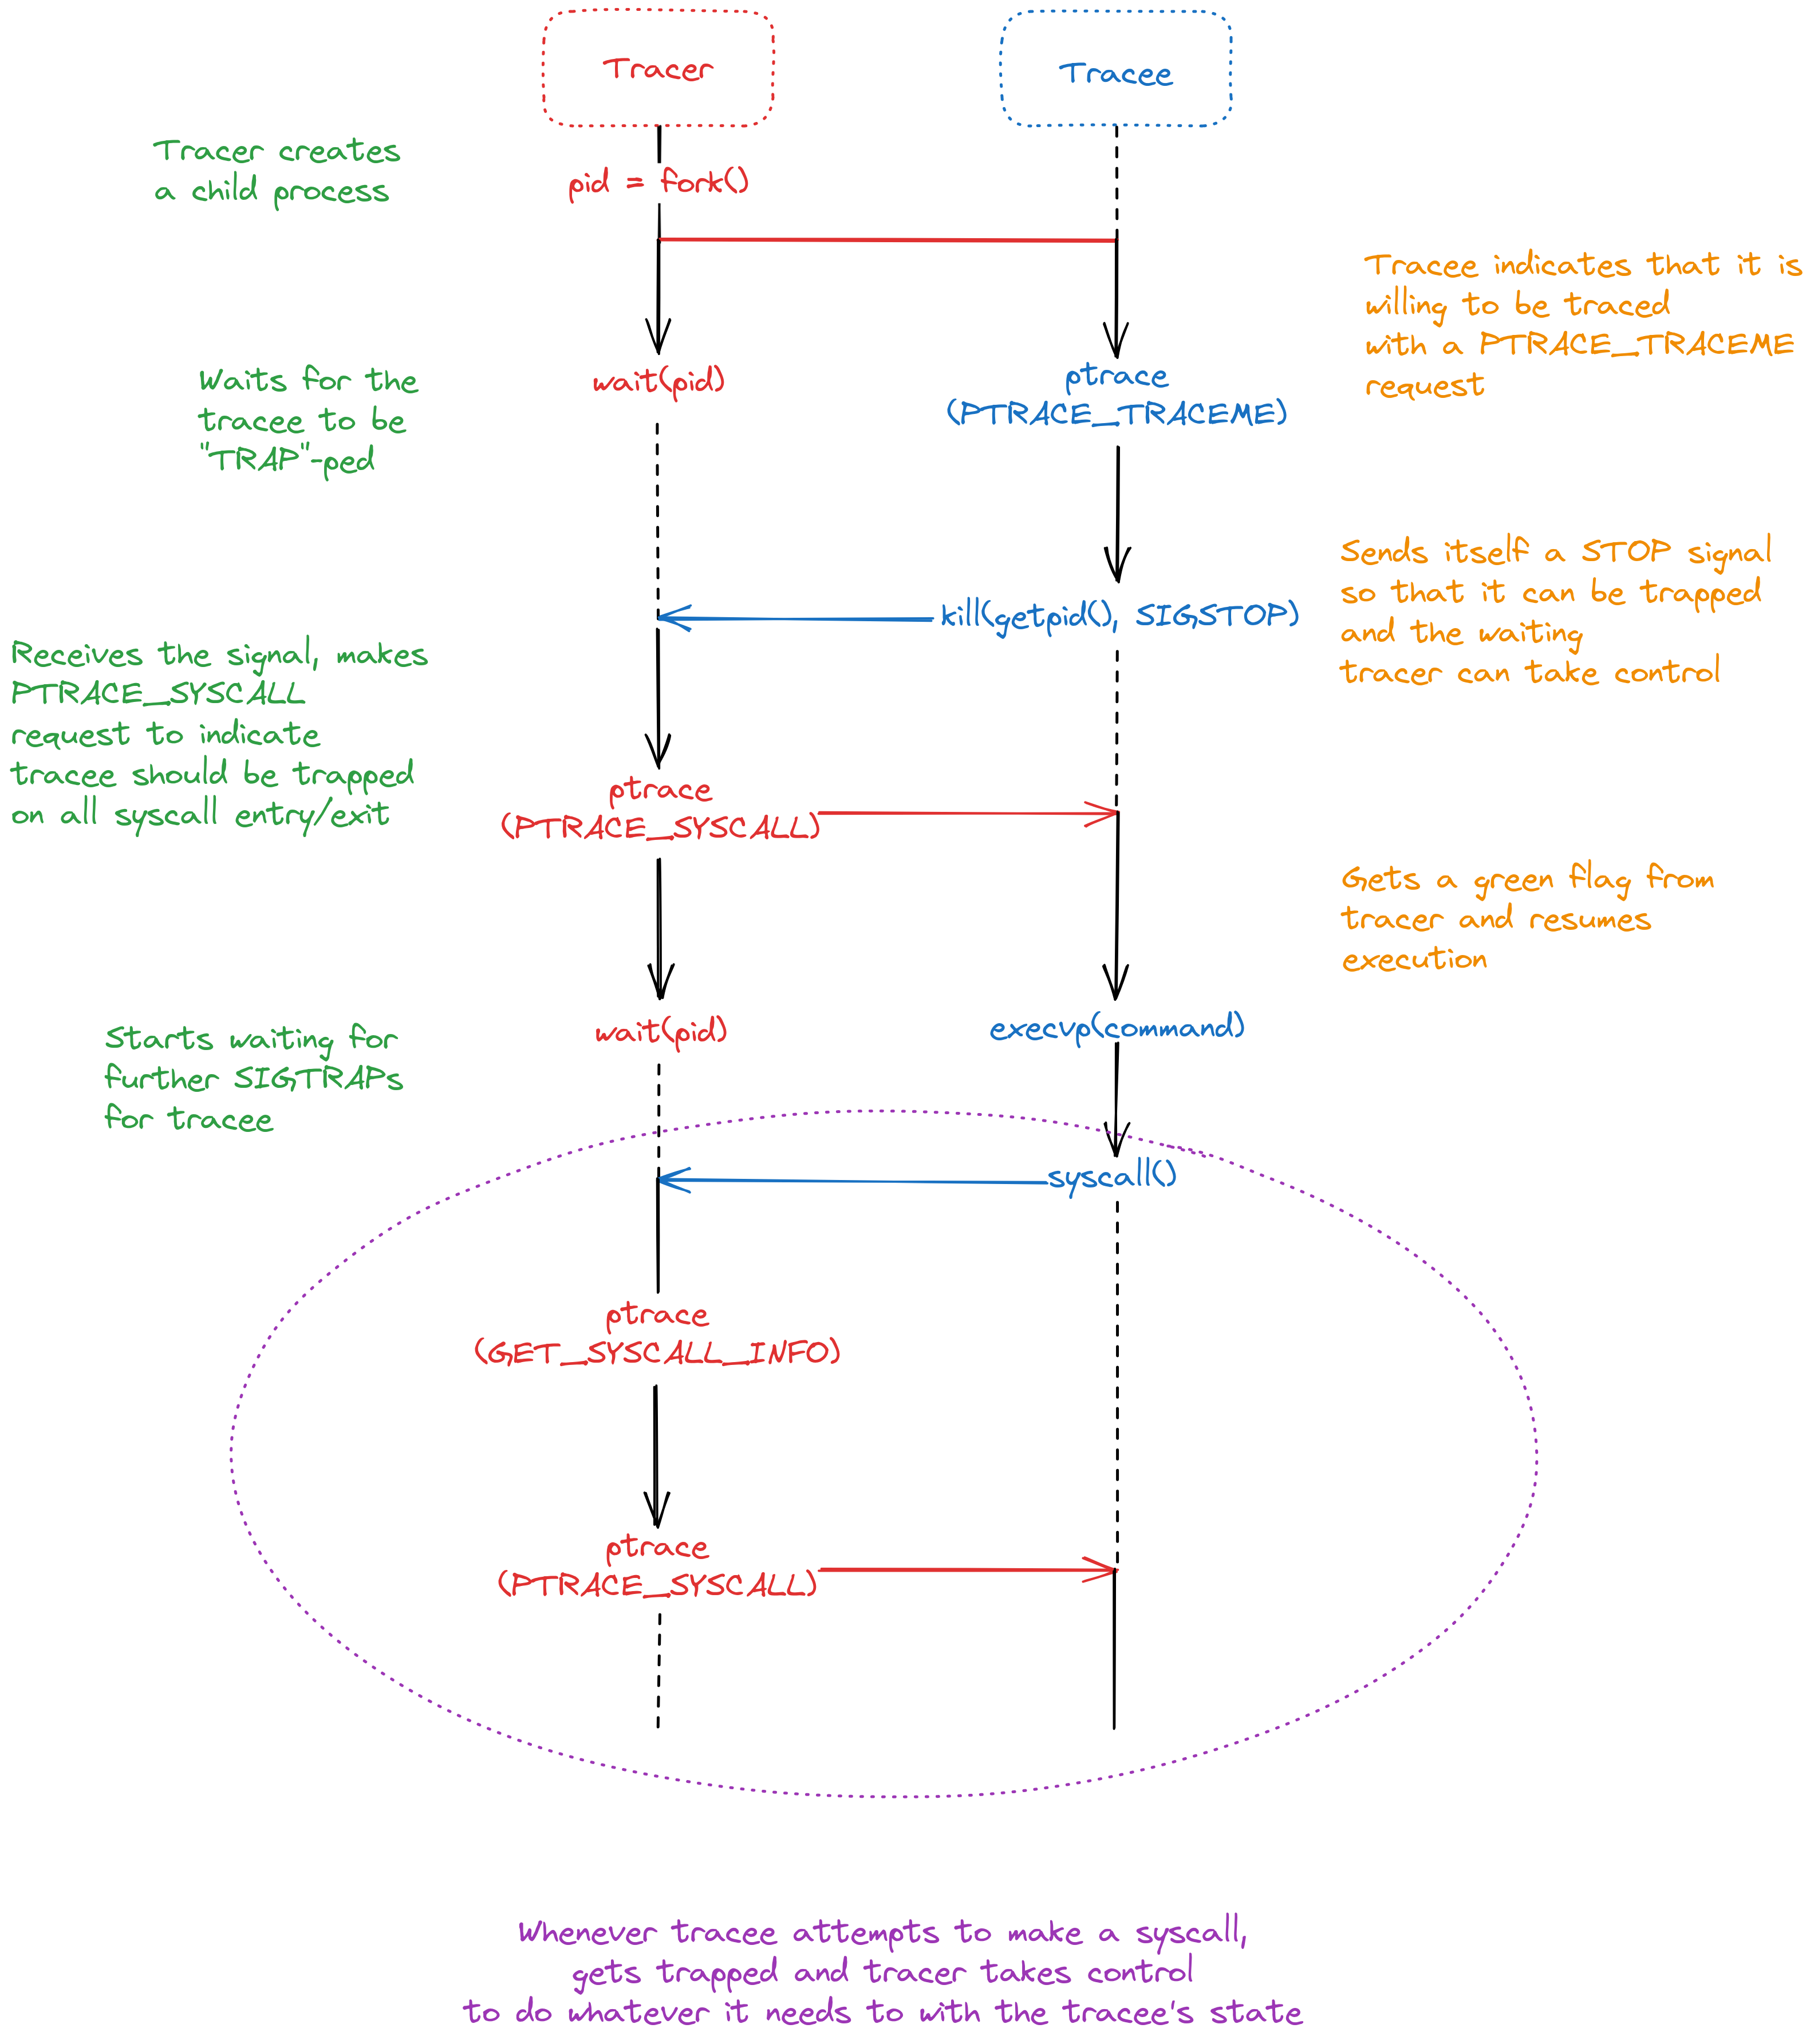 Tracer
Tracee
Tracer creates
a child process
pid = fork()
Tracee indicates that it is
willing to be traced
with a PTRACE_TRACEME
request
Waits for the
tracee to be
"TRAP"-ped
wait(pid)
ptrace
(PTRACE_TRACEME)
Sends itself a STOP signal
so that it can be trapped
and the waiting
tracer can take control
kill(getpid(), SIGSTOP)
Receives the signal, makes
PTRACE_SYSCALL
request to indicate
tracee should be trapped
on all syscall entry/exit
ptrace
(PTRACE_SYSCALL)
Gets a green flag from
tracer and resumes
execution
Starts waiting for
further SIGTRAPs
for tracee
wait(pid)
execvp(command)
syscall()
ptrace
(GET_SYSCALL_INFO)
ptrace
(PTRACE_SYSCALL)
Whenever tracee attempts to make a syscall,
gets trapped and tracer takes control
to do whatever it needs to with the tracee's state